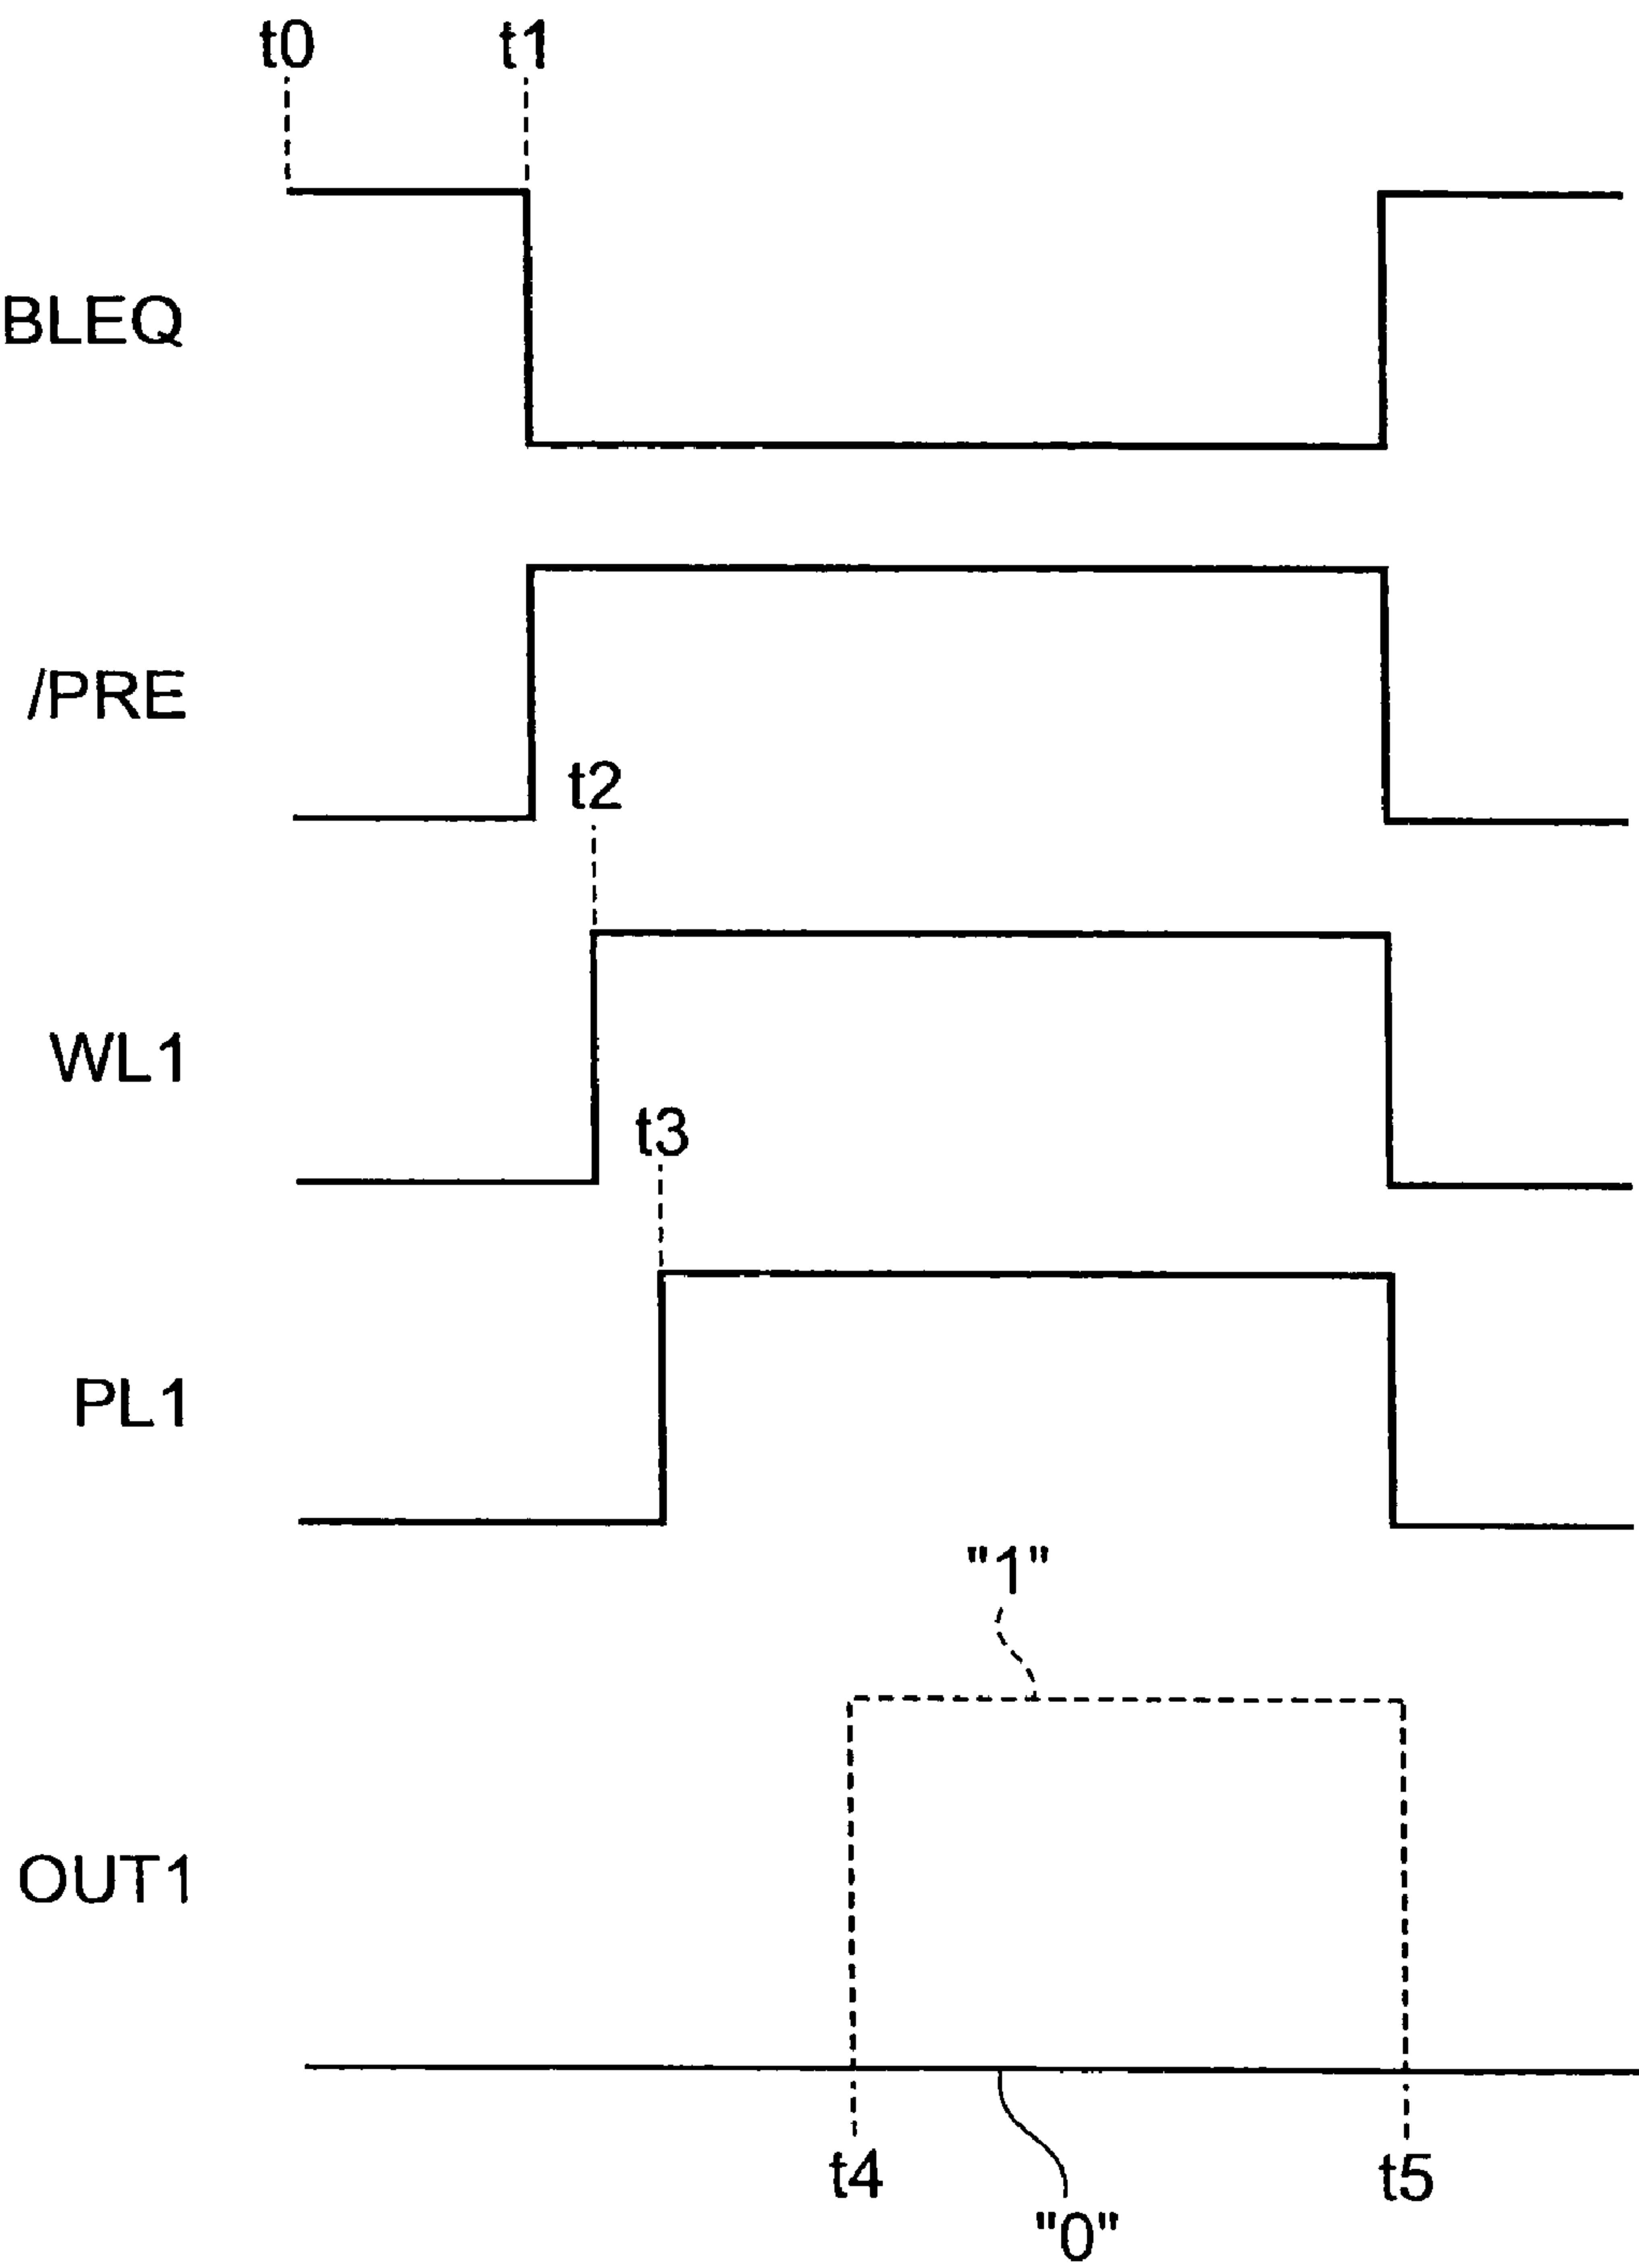 t0 t1
BLEQ
/PRE
t2
WL1
t3
PL1
"1"
OUT1
t4 t5
"0"